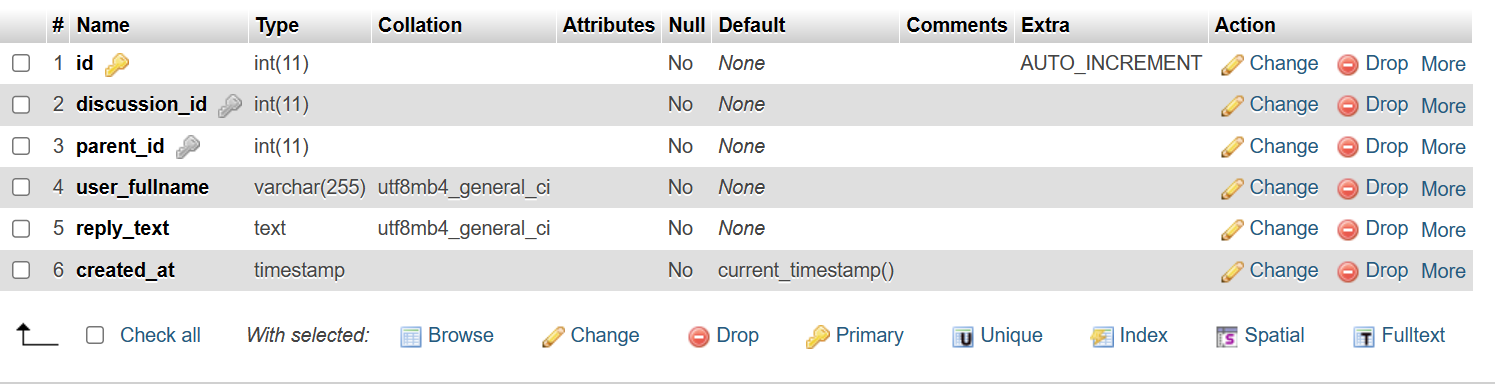 # Name Type Collation Attributes Null Default Comments Extra Action
1 id int(11) No None AUTO_INCREMENT Change Drop More
2 discussion_id int(11) No None Change Drop More
3 parent_id int(11) No None Change Drop More
4 user_fullname varchar(255) utf8mb4_general_ci No None Change Drop More
5 reply_text text utf8mb4_general_ci No None Change Drop More
6 created_at timestamp No current_timestamp() Change Drop More
Check all With selected: Browse Change Drop Primary Unique Index Spatial Fulltext